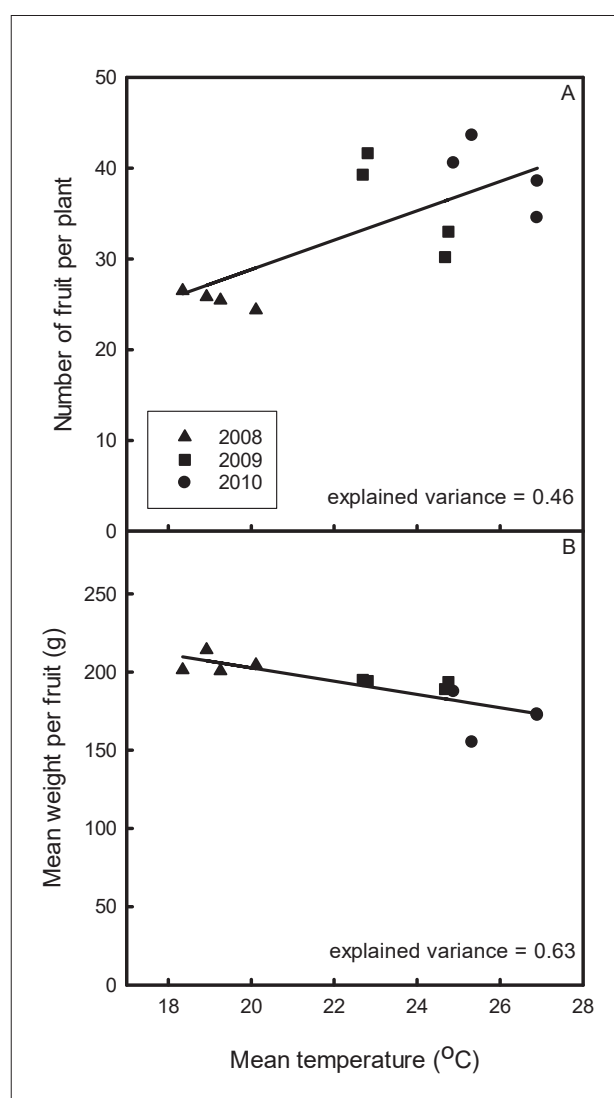 A
50
40
30
20
10
0
Number of fruit per plant
2008
2009
2010
explained variance = 0.46
B
250
200
150
100
50
0
Mean weight per fruit (g)
explained variance = 0.63
18 20 22 24 26 28
Mean temperature (°C)